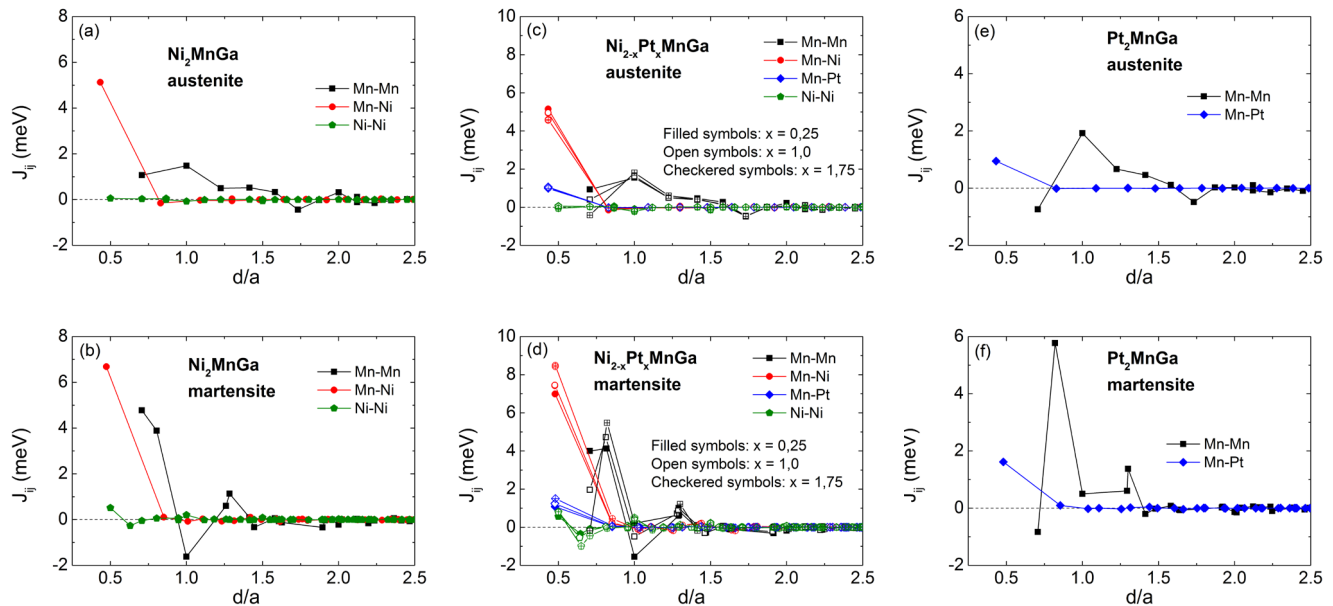 (a)
Ni2MnGa
austenite
Mn-Mn
Mn-Ni
Ni-Ni
8
6
4
2
0
-2
Jij (meV)
0.5 1.0 1.5 2.0 2.5
d/a
(c)
Ni2-xPtxMnGa
austenite
Mn-Mn
Mn-Ni
Mn-Pt
Ni-Ni
Filled symbols: x = 0,25
Open symbols: x = 1,0
Checkered symbols: x = 1,75
10
8
6
4
2
0
-2
Jij (meV)
0.5 1.0 1.5 2.0 2.5
d/a
(e)
Pt2MnGa
austenite
Mn-Mn
Mn-Pt
6
4
2
0
2
Jij (meV)
0.5 1.0 1.5 2.0 2.5
d/a
(b)
Ni2MnGa
martensite
Mn-Mn
Mn-Ni
Ni-Ni
8
6
4
2
0
-2
Jij (meV)
0.5 1.0 1.5 2.0 2.5
d/a
(d)
Ni2-xPtxMnGa
martensite
Mn-Mn
Mn-Ni
Mn-Pt
Ni-Ni
Filled symbols: x = 0,25
Open symbols: x = 1,0
Checkered symbols: x = 1,75
10
8
6
4
2
0
-2
Jij (meV)
0.5 1.0 1.5 2.0 2.5
d/a
(f)
Pt2MnGa
martensite
Mn-Mn
Mn-Pt
6
4
2
0
-2
Jij (meV)
0.5 1.0 1.5 2.0 2.5
d/a